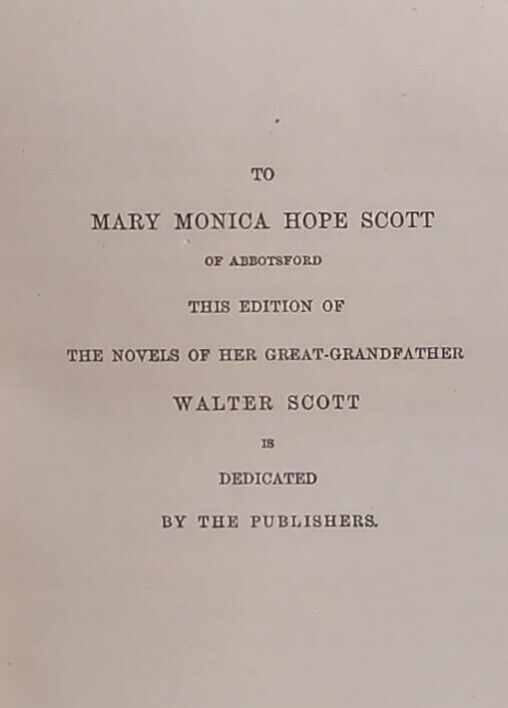 TO
MARY MONICA HOPE SCOTT
OF ABBOTSFORD
THIS EDITION OF
THE NOVELS OF HER GREAT-GRANDFATHER
WALTER SCOTT
IS
DEDICATED
BY THE PUBLISHERS.